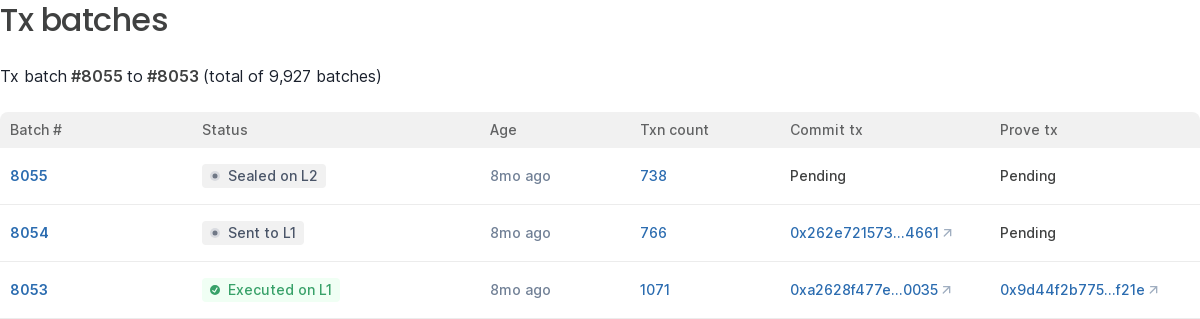 Tx batches
Tx batch #8055 to #8053 (total of 9,927 batches)
Batch # Status Age Txn count Commit tx Prove tx
8055 Sealed on L2 8mo ago 738 Pending Pending
8054 Sent to L1 8mo ago 766 0x262e721573...4661 Pending
8053 Executed on L1 8mo ago 1071 0xa2628f477e...0035 0x9d44f2b775...f21e